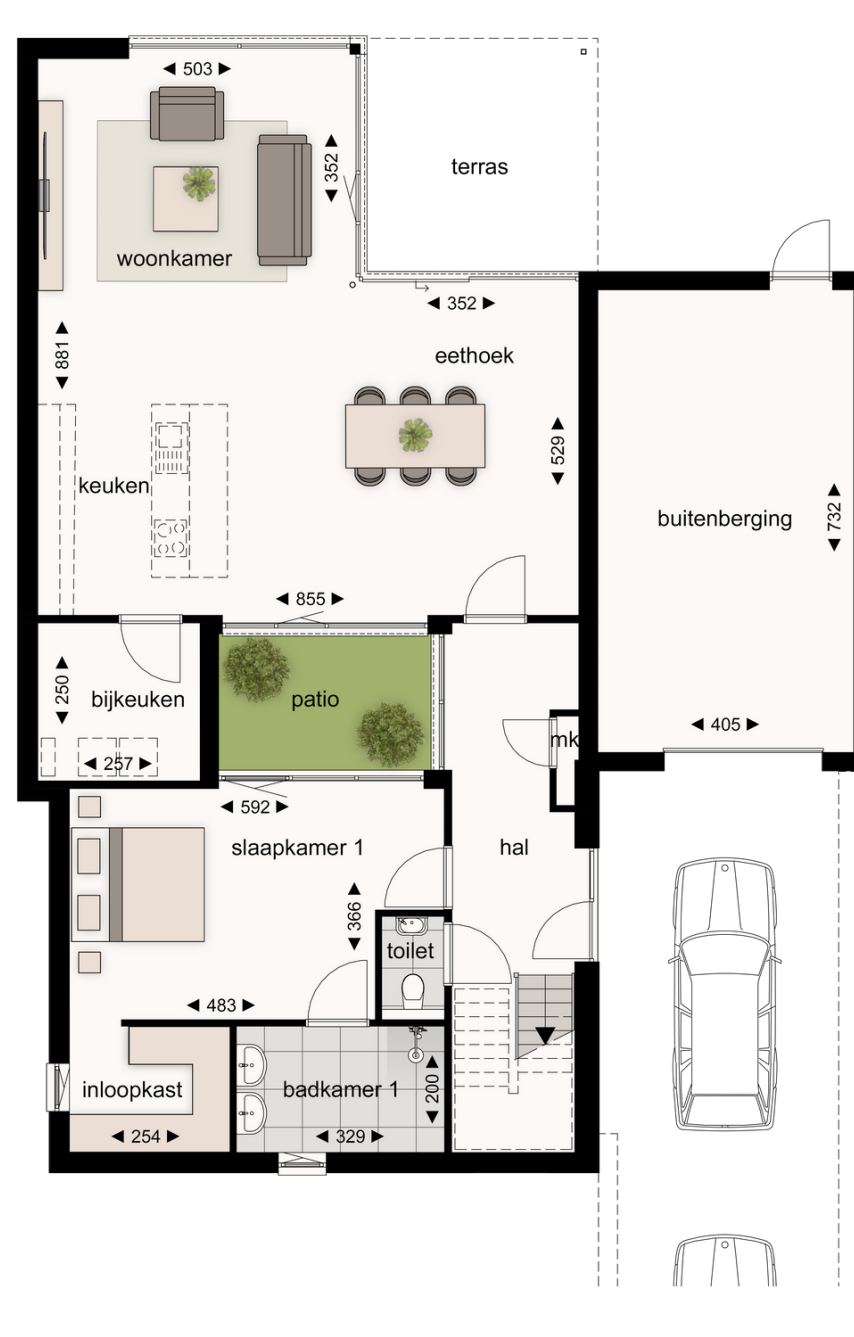 503
352
terras
woonkamer
352
881
eethoek
529
keuken
buitenberging
732
855
250
bijkeuken
patio
257
mk
405
592
slaapkamer 1
hal
366
toilet
483
inloopkast
badkamer 1
200
254
329